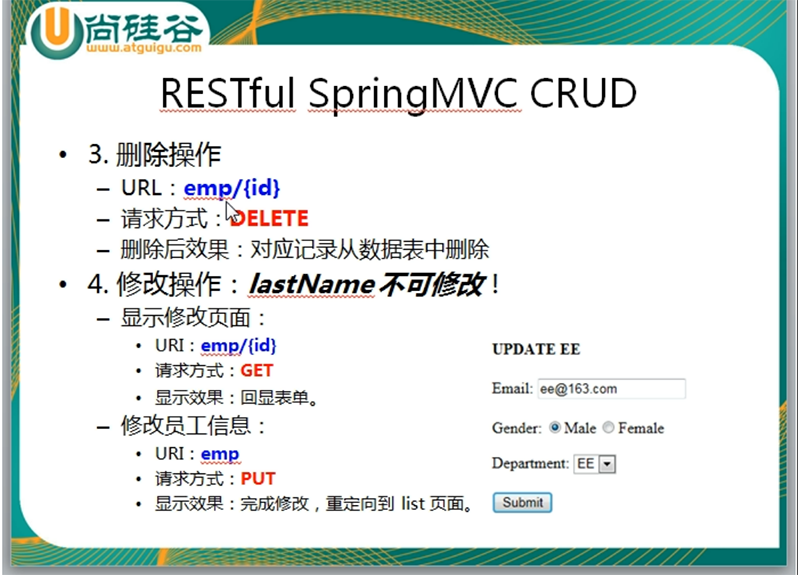 尚硅谷
www.atguigu.com
RESTful SpringMVC CRUD
• 3. 删除操作
– URL：emp/{id}
– 请求方式：DELETE
– 删除后效果：对应记录从数据表中删除
• 4. 修改操作：lastName 不可修改！
– 显示修改页面：
• URI：emp/{id}
• 请求方式：GET
• 显示效果：回显表单。
– 修改员工信息：
• URI：emp
• 请求方式：PUT
• 显示效果：完成修改，重定向到 list 页面。
UPDATE EE
Email: ee@163.com
Gender: Male Female
Department: EE
Submit